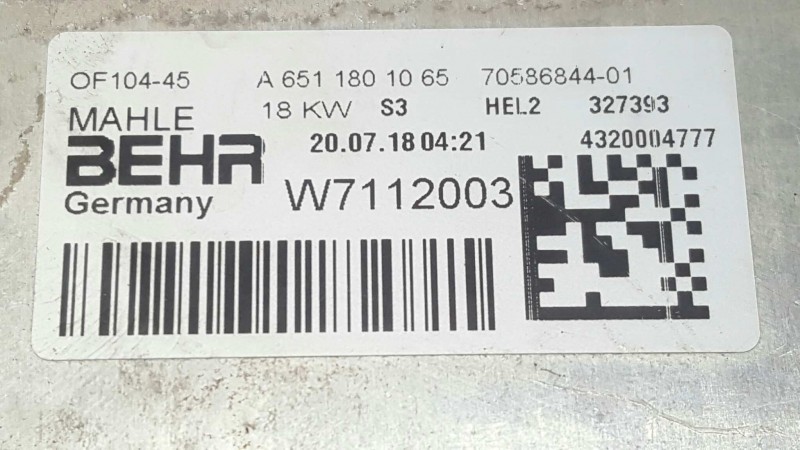 OF104-45 A 651 180 10 65 70586844-01
MAHLE 18 KW S3 HEL2 327393
BEHR 20.07.18 04:21 4320004777
Germany W7112003